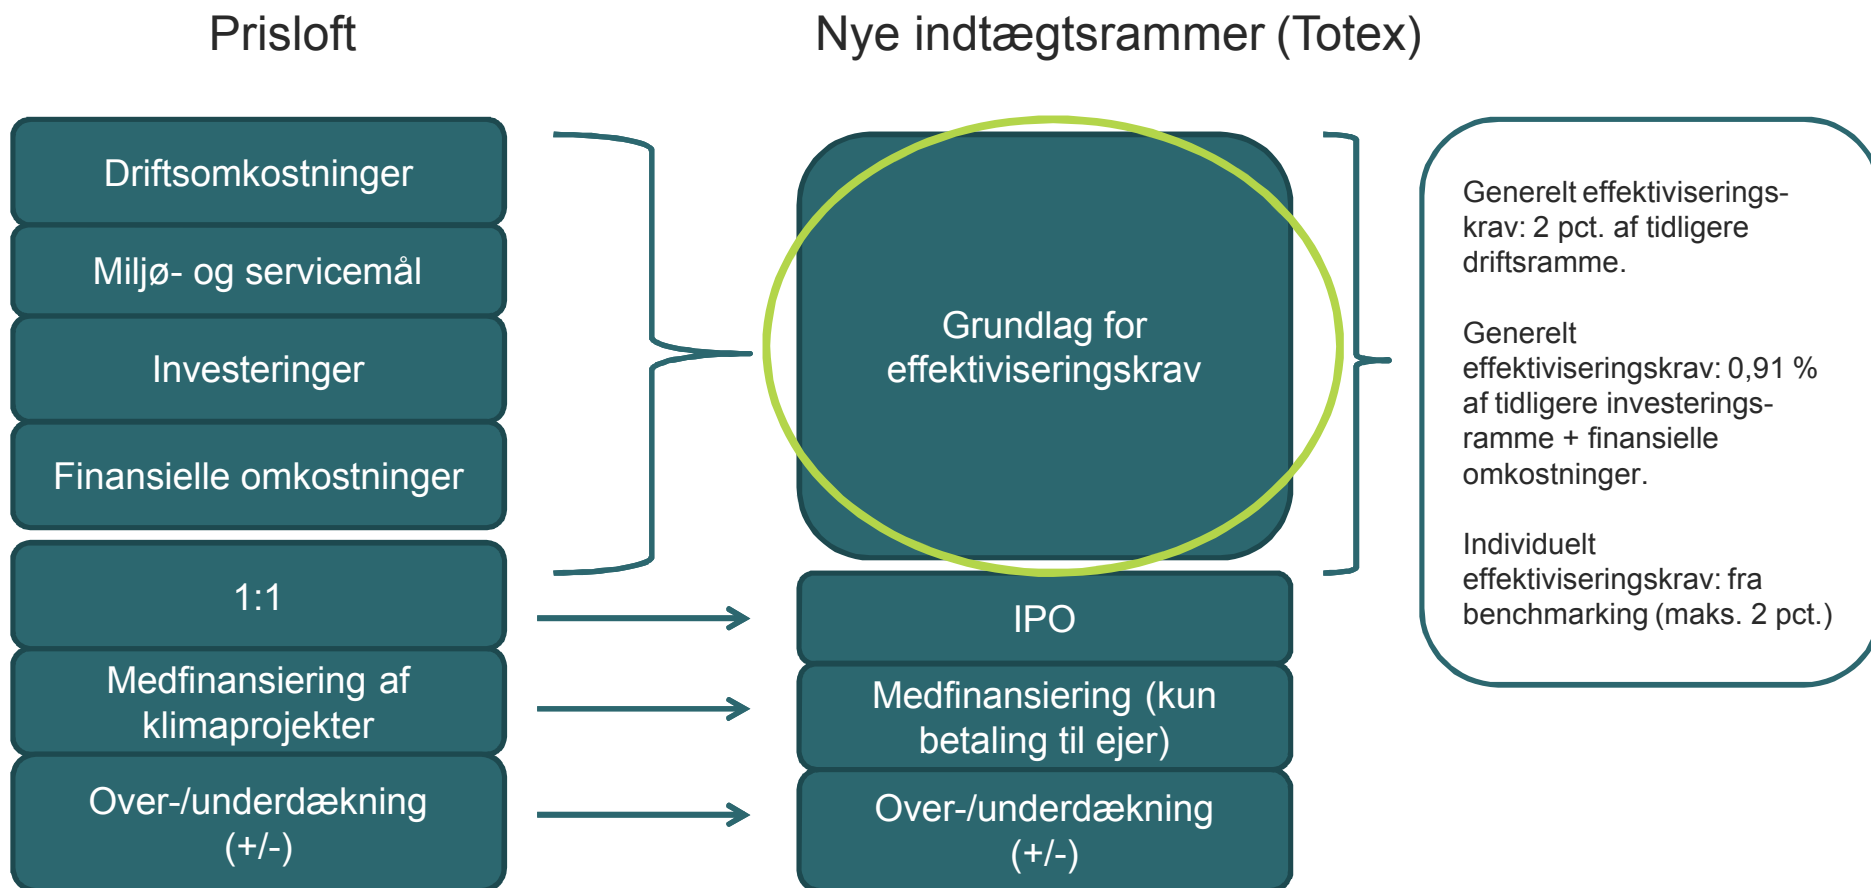 Prisloft
Nye indtægtsrammer (Totex)
Driftsomkostninger
Miljø- og servicemål
Investeringer
Finansielle omkostninger
1:1
Medfinansiering af
klimaprojekter
Over-/underdækning
(+/-)
Grundlag for
effektiviseringskrav
IPO
Medfinansiering (kun
betaling til ejer)
Over-/underdækning
(+/-)
Generelt effektiviserings-
krav: 2 pct. af tidligere
driftsramme.
Generelt
effektiviseringskrav: 0,91 %
af tidligere investerings-
ramme + finansielle
omkostninger.
Individuelt
effektiviseringskrav: fra
benchmarking (maks. 2 pct.)